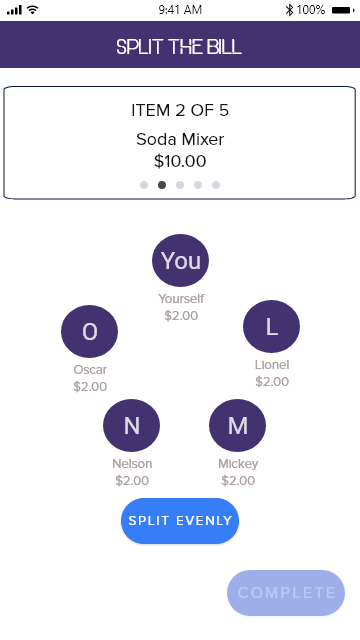 9:41 AM
100%
SPLIT THE BILL
ITEM 2 OF 5
Soda Mixer
$10.00
You
Yourself
$2.00
O
Oscar
$2.00
L
Lionel
$2.00
N
Nelson
$2.00
M
Mickey
$2.00
SPLIT EVENLY
COMPLETE